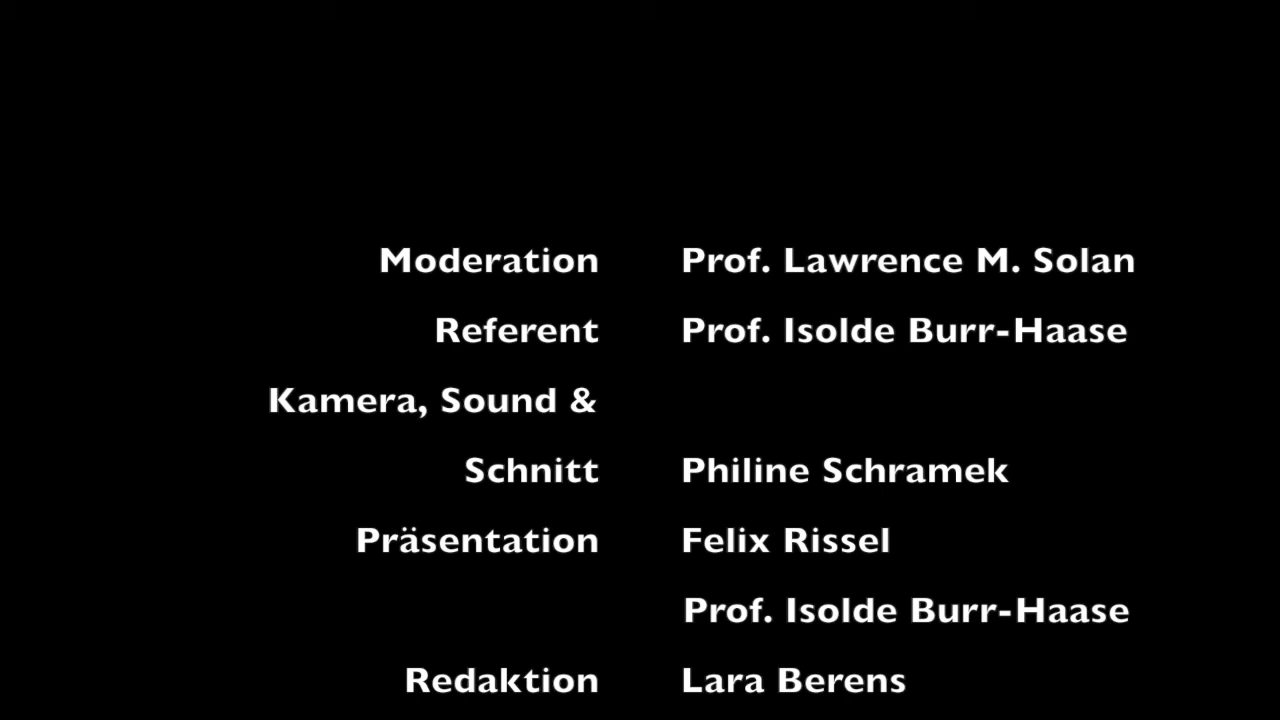 Moderation Prof. Lawrence M. Solan
Referent Prof. Isolde Burr-Haase
Kamera, Sound &
Schnitt Philine Schramek
Präsentation Felix Rissel
Prof. Isolde Burr-Haase
Redaktion Lara Berens